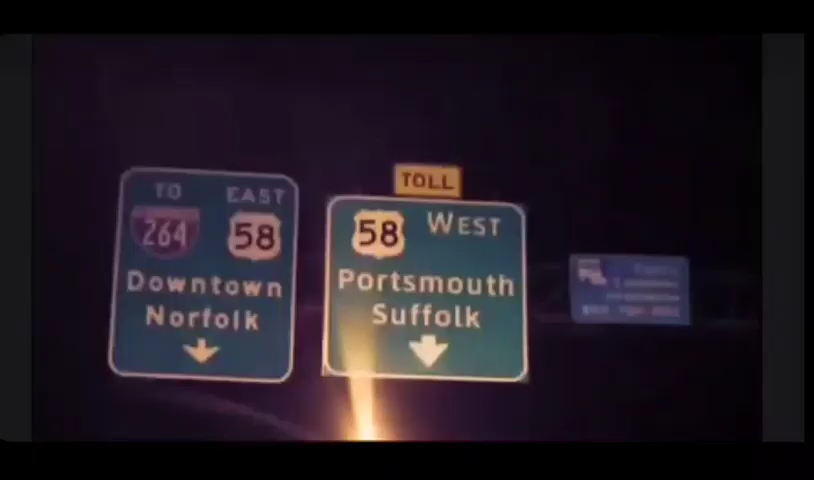 TO EAST
264 58
Downtown
Norfolk
TOLL
58 WEST
Portsmouth
Suffolk